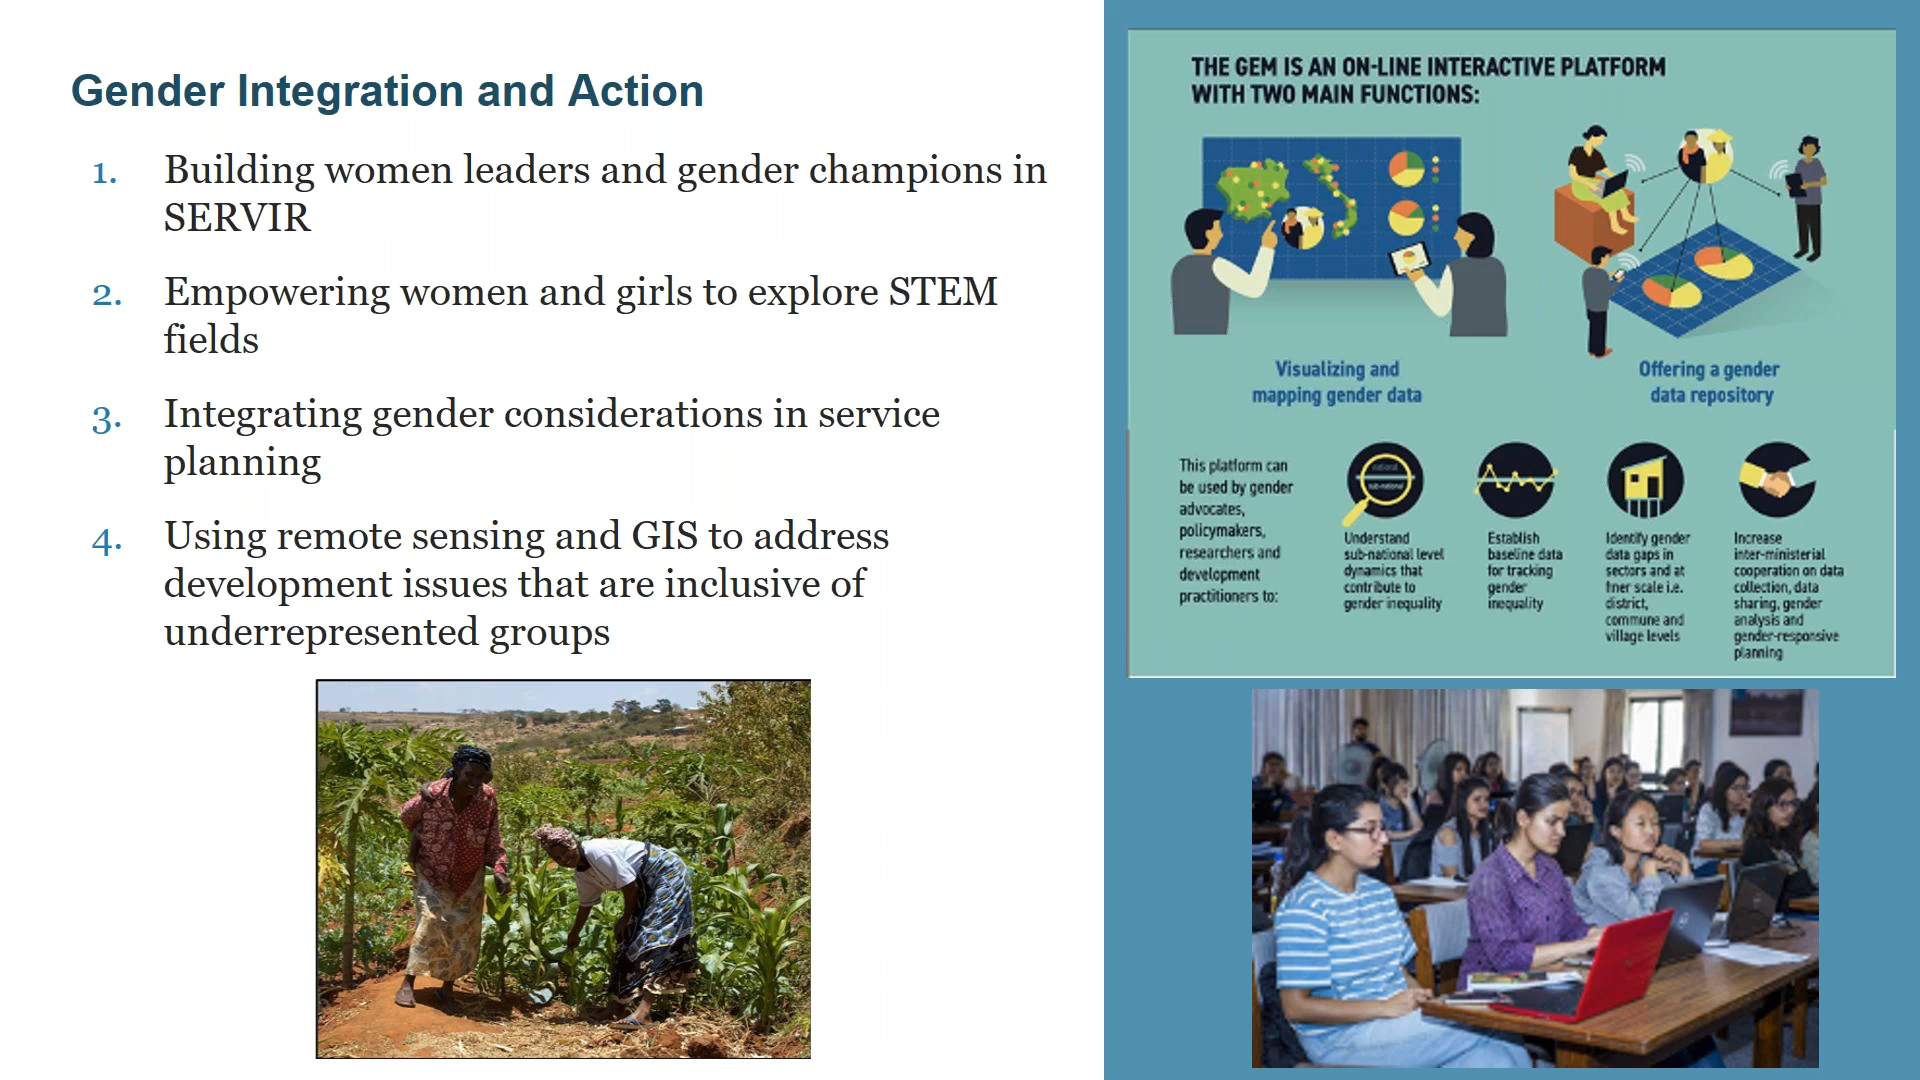 Gender Integration and Action
1. Building women leaders and gender champions in
SERVIR
2. Empowering women and girls to explore STEM
fields
3. Integrating gender considerations in service
planning
4. Using remote sensing and GIS to address
development issues that are inclusive of
underrepresented groups
THE GEM IS AN ON-LINE INTERACTIVE PLATFORM
WITH TWO MAIN FUNCTIONS:
Visualizing and
mapping gender data
Offering a gender
data repository
This platform can
be used by gender
advocates,
policymakers,
researchers and
development
practitioners to:
national
sub-national
Understand
sub-national level
dynamics that
contribute to
gender inequality
Establish
baseline data
for tracking
gender
inequality
Identify gender
data gaps in
sectors and at
finer scale i.e.
district,
commune and
village levels
Increase
inter-ministerial
cooperation on data
collection, data
sharing, gender
analysis and
gender-responsive
planning